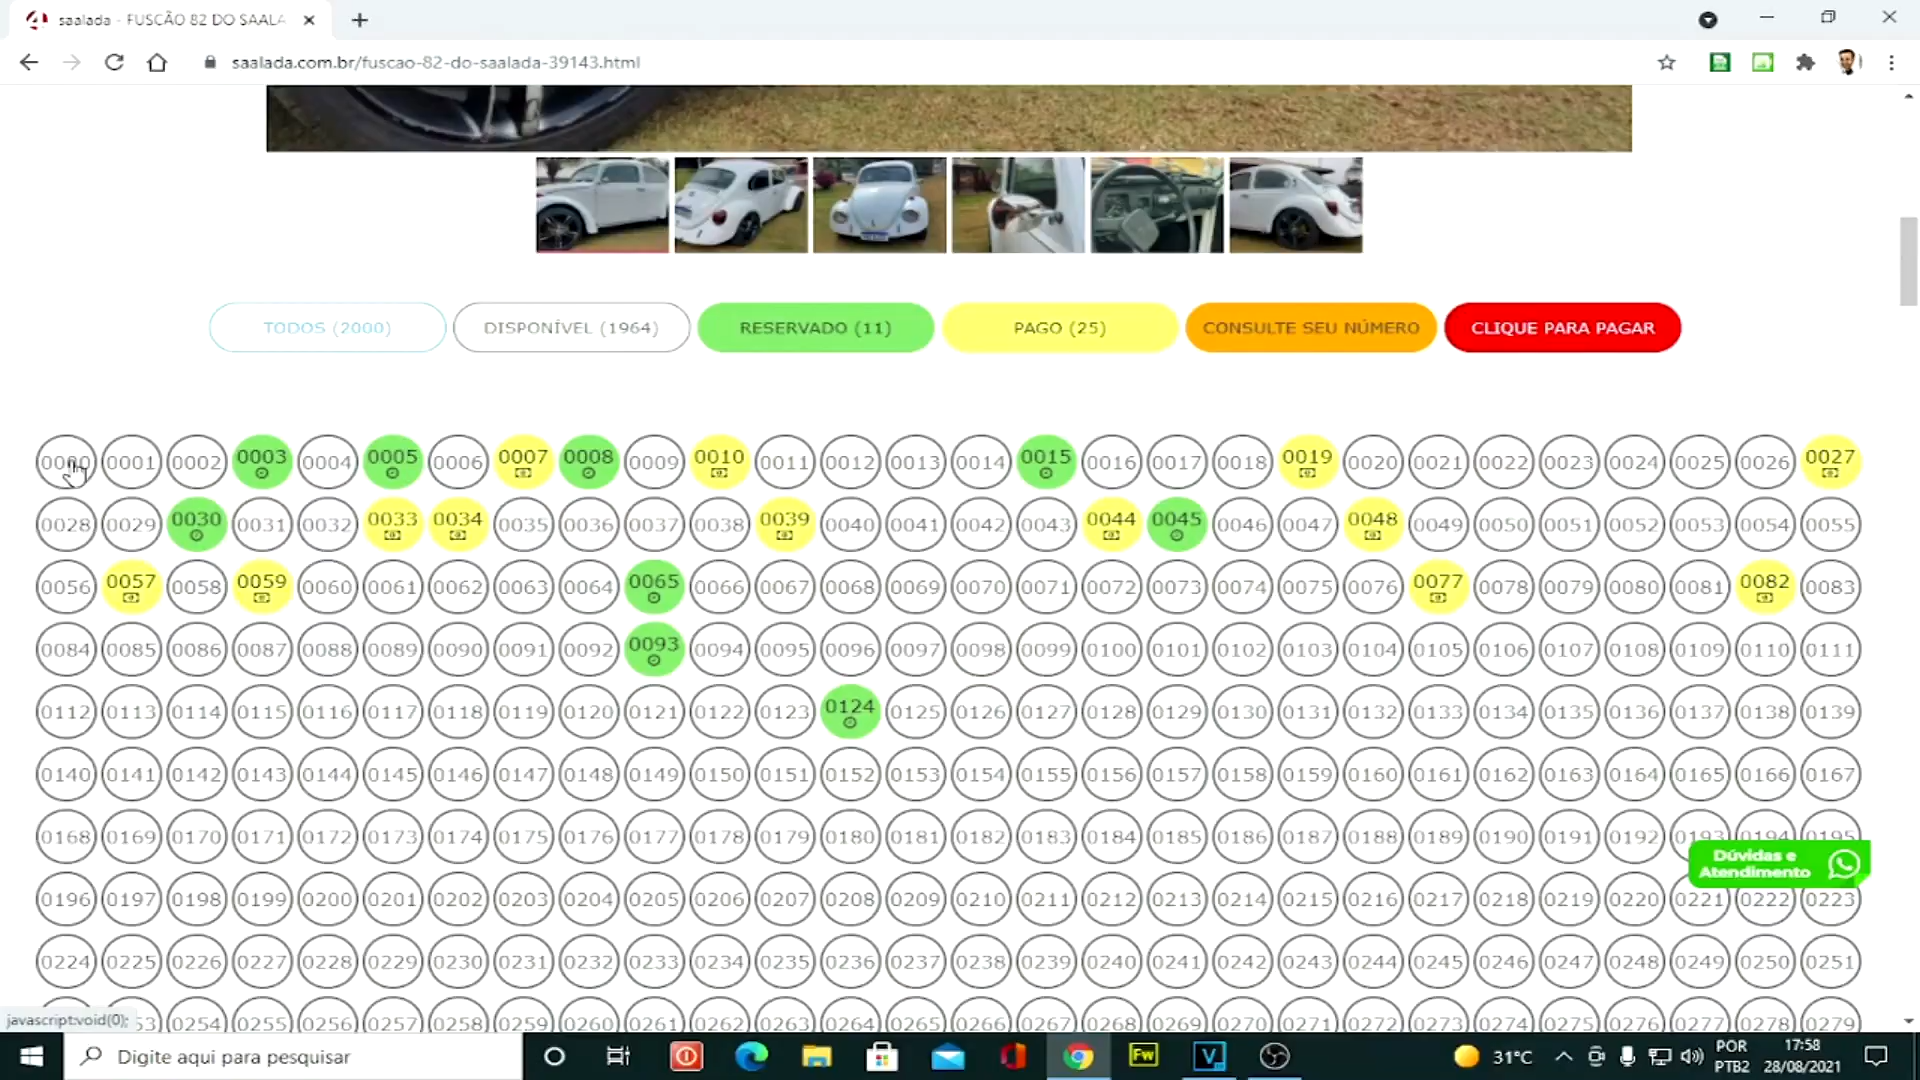 saalada - FUSCÃO 82 DO SAALA
saalada.com.br/fuscao-82-do-saalada-39143.html
TODOS (2000) DISPONÍVEL (1964) RESERVADO (11) PAGO (25) CONSULTE SEU NÚMERO CLIQUE PARA PAGAR
0001 0002 0003 0004 0005 0006 0007 0008 0009 0010 0011 0012 0013 0014 0015 0016 0017 0018 0019 0020 0021 0022 0023 0024 0025 0026 0027
0028 0029 0030 0031 0032 0033 0034 0035 0036 0037 0038 0039 0040 0041 0042 0043 0044 0045 0046 0047 0048 0049 0050 0051 0052 0053 0054 0055
0056 0057 0058 0059 0060 0061 0062 0063 0064 0065 0066 0067 0068 0069 0070 0071 0072 0073 0074 0075 0076 0077 0078 0079 0080 0081 0082 0083
0084 0085 0086 0087 0088 0089 0090 0091 0092 0093 0094 0095 0096 0097 0098 0099 0100 0101 0102 0103 0104 0105 0106 0107 0108 0109 0110 0111
0112 0113 0114 0115 0116 0117 0118 0119 0120 0121 0122 0123 0124 0125 0126 0127 0128 0129 0130 0131 0132 0133 0134 0135 0136 0137 0138 0139
0140 0141 0142 0143 0144 0145 0146 0147 0148 0149 0150 0151 0152 0153 0154 0155 0156 0157 0158 0159 0160 0161 0162 0163 0164 0165 0166 0167
0168 0169 0170 0171 0172 0173 0174 0175 0176 0177 0178 0179 0180 0181 0182 0183 0184 0185 0186 0187 0188 0189 0190 0191 0192 0193 0194 0195
Dúvidas e
Atendimento
0196 0197 0198 0199 0200 0201 0202 0203 0204 0205 0206 0207 0208 0209 0210 0211 0212 0213 0214 0215 0216 0217 0218 0219 0220 0221 0222 0223
0224 0225 0226 0227 0228 0229 0230 0231 0232 0233 0234 0235 0236 0237 0238 0239 0240 0241 0242 0243 0244 0245 0246 0247 0248 0249 0250 0251
javascript:void(0); 53 0254 0255 0256 0257 0258 0259 0260 0261 0262 0263 0264 0265 0266 0267 0268 0269 0270 0271 0272 0273 0274 0275 0276 0277 0278 0279
Digite aqui para pesquisar
Fw
V
31°C
POR
PTB2
17:58
28/08/2021